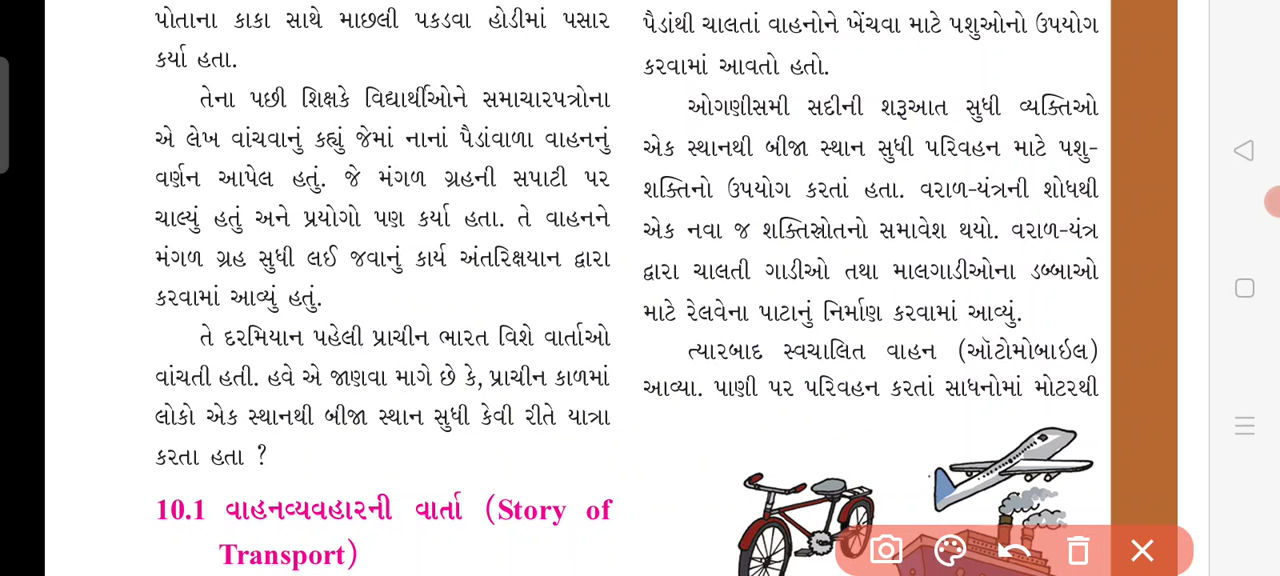 પોતાના કાકા સાથે માછલી પકડવા હોડીમાં પસાર
કર્યા હતા.
તેના પછી શિક્ષકે વિદ્યાર્થીઓને સમાચારપત્રોના
એ લેખ વાંચવાનું કહ્યું જેમાં નાનાં પૈડાંવાળા વાહનનું
વર્ણન આપેલ હતું. જે મંગળ ગ્રહની સપાટી પર
ચાલ્યું હતું અને પ્રયોગો પણ કર્યા હતા. તે વાહનને
મંગળ ગ્રહ સુધી લઈ જવાનું કાર્ય અંતરિક્ષયાન દ્વારા
કરવામાં આવ્યું હતું.
તે દરમિયાન પહેલી પ્રાચીન ભારત વિશે વાર્તાઓ
વાંચતી હતી. હવે એ જાણવા માગે છે કે, પ્રાચીન કાળમાં
લોકો એક સ્થાનથી બીજા સ્થાન સુધી કેવી રીતે યાત્રા
કરતા હતા ?
10.1 વાહનવ્યવહારની વાર્તા (Story of
Transport)
પૈડાંથી ચાલતાં વાહનોને ખેંચવા માટે પશુઓનો ઉપયોગ
કરવામાં આવતો હતો.
ઓગણીસમી સદીની શરૂઆત સુધી વ્યક્તિઓ
એક સ્થાનથી બીજા સ્થાન સુધી પરિવહન માટે પશુ-
શક્તિનો ઉપયોગ કરતાં હતા. વરાળ-યંત્રની શોધથી
એક નવા જ શક્તિસ્રોતનો સમાવેશ થયો. વરાળ-યંત્ર
દ્વારા ચાલતી ગાડીઓ તથા માલગાડીઓના ડબ્બાઓ
માટે રેલવેના પાટાનું નિર્માણ કરવામાં આવ્યું.
ત્યારબાદ સ્વચાલિત વાહન (ઑટોમોબાઇલ)
આવ્યા. પાણી પર પરિવહન કરતાં સાધનોમાં મોટરથી